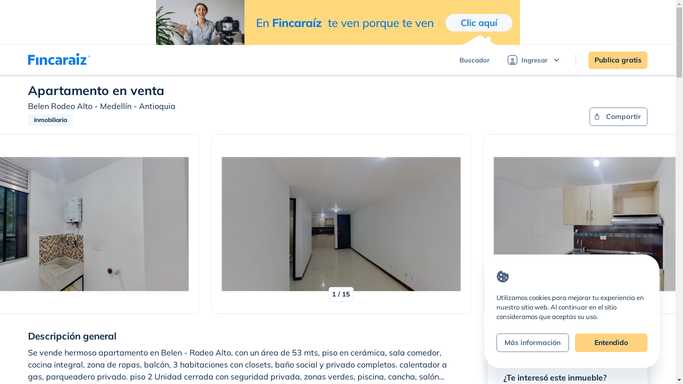 En Fincaraíz te ven porque te ven
Clic aquí
Fincaraiz
Buscador
Ingresar
Publica gratis
Apartamento en venta
Belen Rodeo Alto - Medellín - Antioquia
Inmobiliaria
Compartir
1 / 15
Utilizamos cookies para mejorar tu experiencia en
nuestro sitio web. Al continuar en el sitio
consideramos que aceptas su uso.
Más información
Entendido
Descripción general
Se vende hermoso apartamento en Belen - Rodeo Alto, con un área de 53 mts, piso en cerámica, sala comedor,
cocina integral, zona de ropas, balcón, 3 habitaciones con closets, baño social y privado completos. calentador a
gas, parqueadero privado. piso 2 Unidad cerrada con seguridad privada, zonas verdes, piscina, cancha, salón...
¿Te interesó este inmueble?